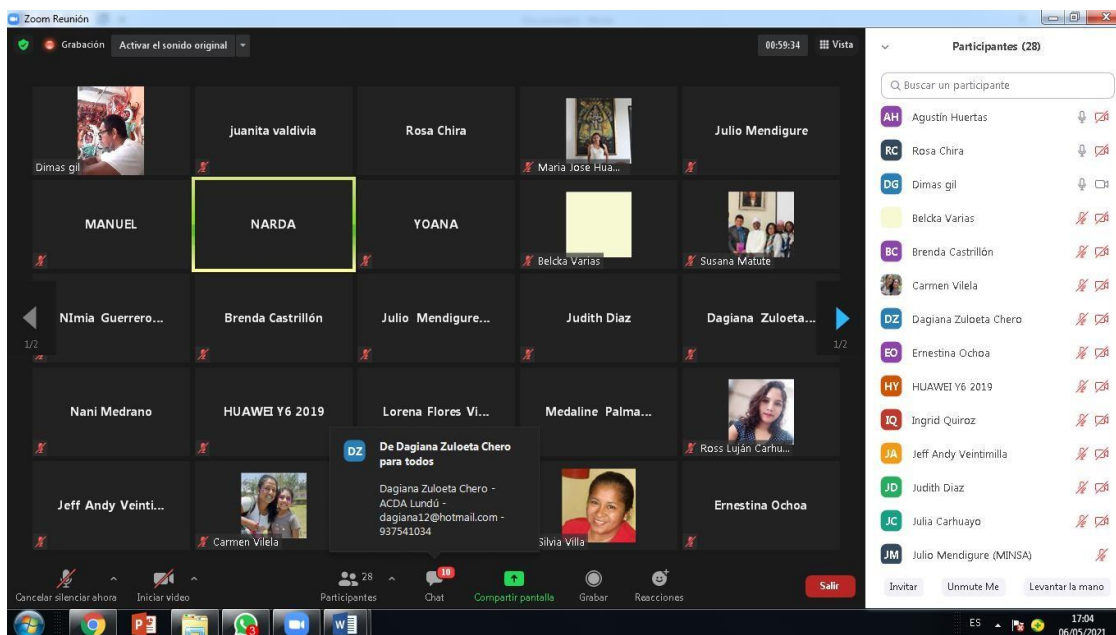 Zoom Reunión
Grabación
Activar el sonido original
00:59:34
Vista
Dimas gil
juanita valdivia
Rosa Chira
Maria Jose Hua...
Julio Mendigure
MANUEL
NARDA
YOANA
Belcka Varias
Susana Matute
NImia Guerrero...
Brenda Castrillón
Julio Mendigure...
Judith Diaz
Dagiana Zuloeta...
1/2
1/2
Nani Medrano
HUAWEI Y6 2019
Lorena Flores Vi...
Medaline Palma...
Ross Luján Carhu...
Jeff Andy Veinti...
Carmen Vilela
Silvia Villa
Ernestina Ochoa
DZ
De Dagiana Zuloeta Chero
para todos
Dagiana Zuloeta Chero -
ACDA Lundú -
dagiana12@hotmail.com -
937541034
Cancelar silenciar ahora
Iniciar video
28
Participantes
10
Chat
Compartir pantalla
Grabar
Reacciones
Salir
Participantes (28)
Buscar un participante
AH Agustín Huertas
RC Rosa Chira
DG Dimas gil
Belcka Varias
BC Brenda Castrillón
Carmen Vilela
DZ Dagiana Zuloeta Chero
EO Ernestina Ochoa
HY HUAWEI Y6 2019
IQ Ingrid Quiroz
JA Jeff Andy Veintimilla
JD Judith Diaz
JC Julia Carhuayo
JM Julio Mendigure (MINSA)
Invitar
Unmute Me
Levantar la mano
3
ES
17:04
06/05/2021